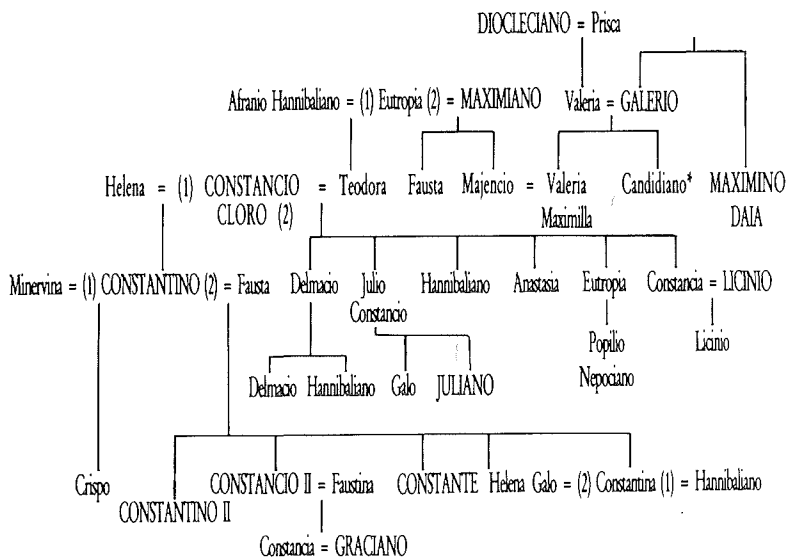 DIOCLECIANO = Prisca
Afranio Hannibaliano = (1) Eutropia (2) = MAXIMIANO Valeria = GALERIO
Helena = (1) CONSTANCIO = Teodora Fausta Majencio = Valeria Candidiano* MAXIMINO
CLORO (2) Maximilla DAIA
Minervina = (1) CONSTANTINO (2) = Fausta Delmacio Julio Hannibaliano Anastasia Eutropia Constancia = LICINIO
Constancio
Popilio Licinio
Nepociano
Delmacio Hannibaliano Galo JULIANO
Crispo CONSTANCIO II = Faustina CONSTANTE Helena Galo = (2) Constantina (1) = Hannibaliano
CONSTANTINO II
Constancia = GRACIANO